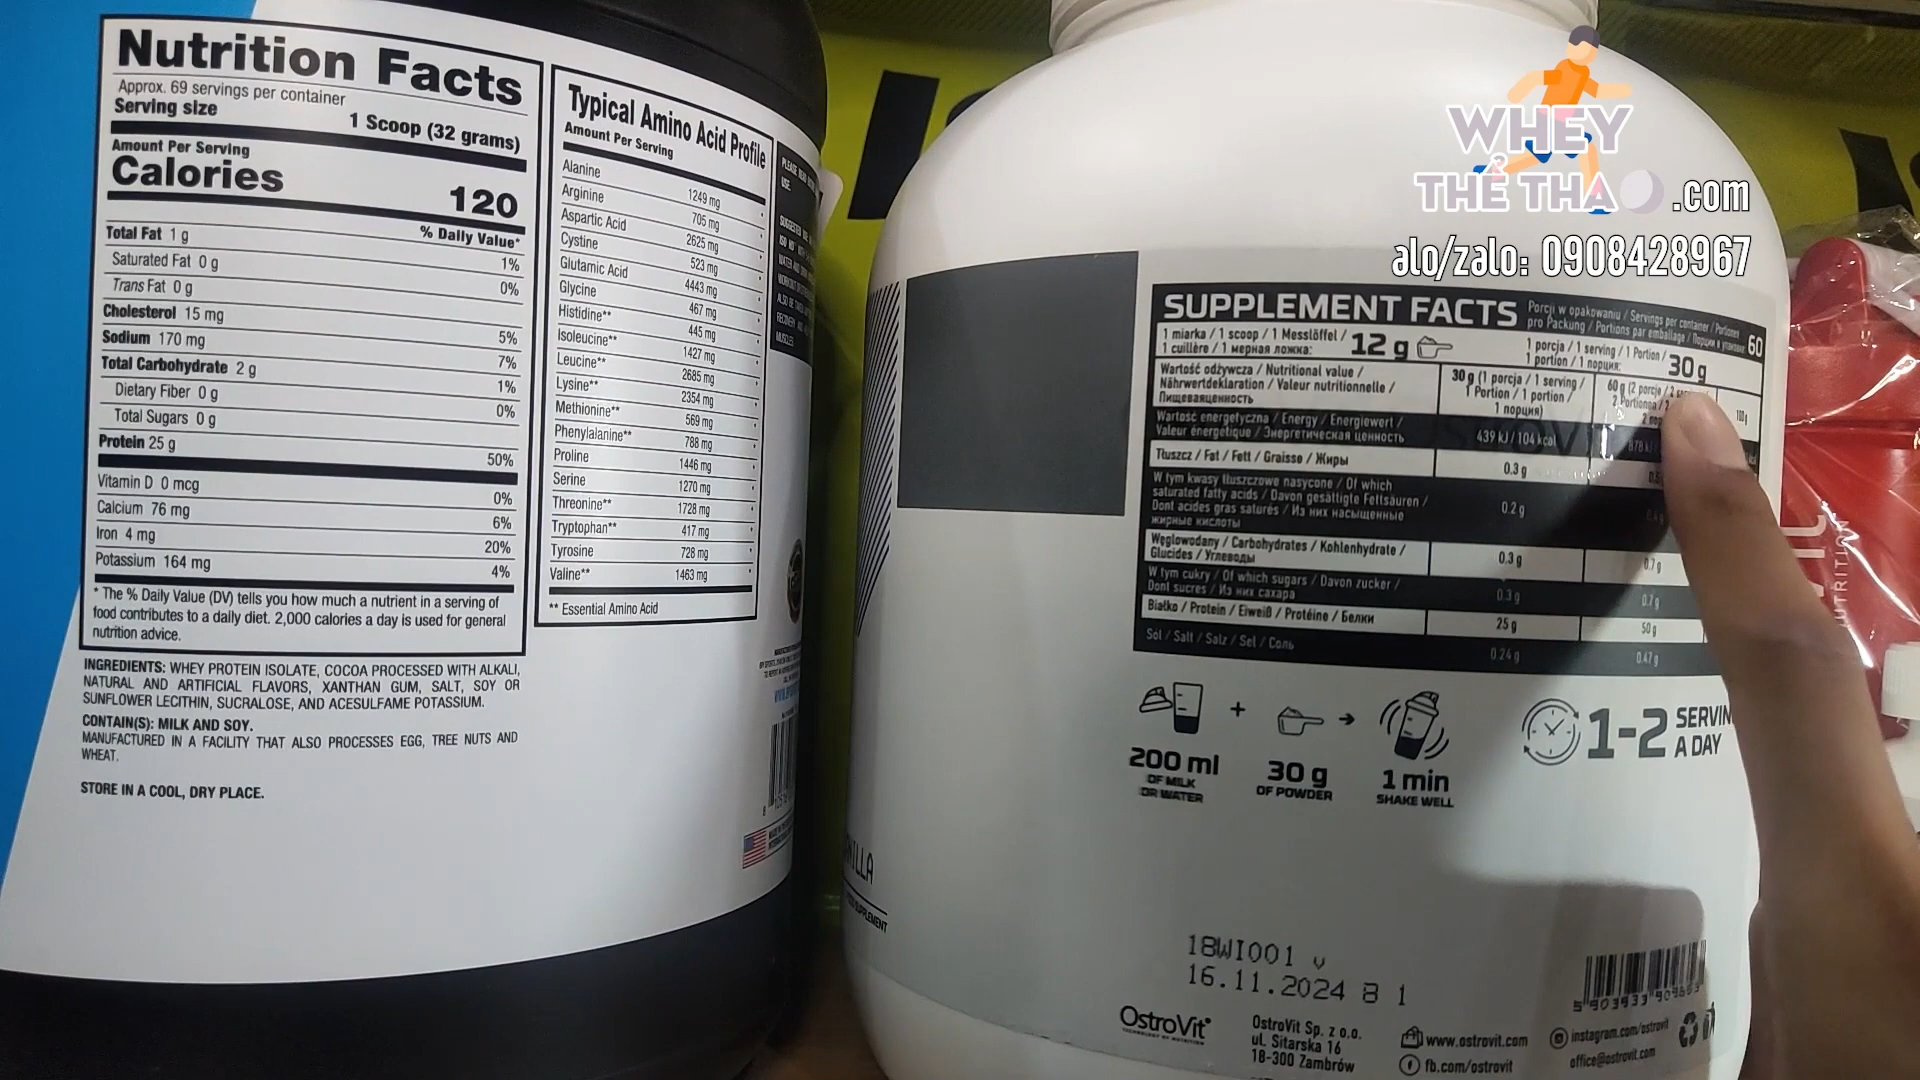 Nutrition Facts
Approx. 69 servings per container
Serving size 1 Scoop (32 grams)
Amount Per Serving
Calories 120
% Daily Value*
Total Fat 1 g 1%
Saturated Fat 0 g 0%
Trans Fat 0 g
Cholesterol 15 mg 5%
Sodium 170 mg 7%
Total Carbohydrate 2 g 1%
Dietary Fiber 0 g 0%
Total Sugars 0 g
Protein 25 g 50%
Vitamin D 0 mcg 0%
Calcium 76 mg 6%
Iron 4 mg 20%
Potassium 164 mg 4%
* The % Daily Value (DV) tells you how much a nutrient in a serving of
food contributes to a daily diet. 2,000 calories a day is used for general
nutrition advice.
INGREDIENTS: WHEY PROTEIN ISOLATE, COCOA PROCESSED WITH ALKALI,
NATURAL AND ARTIFICIAL FLAVORS, XANTHAN GUM, SALT, SOY OR
SUNFLOWER LECITHIN, SUCRALOSE, AND ACESULFAME POTASSIUM.
CONTAIN(S): MILK AND SOY.
MANUFACTURED IN A FACILITY THAT ALSO PROCESSES EGG, TREE NUTS AND
WHEAT.
STORE IN A COOL, DRY PLACE.
Typical Amino Acid Profile
Amount Per Serving
Alanine 1249 mg
Arginine 705 mg
Aspartic Acid 2625 mg
Cystine 523 mg
Glutamic Acid 4443 mg
Glycine 467 mg
Histidine** 445 mg
Isoleucine** 1427 mg
Leucine** 2685 mg
Lysine** 2354 mg
Methionine** 569 mg
Phenylalanine** 788 mg
Proline 1446 mg
Serine 1270 mg
Threonine** 1728 mg
Tryptophan** 417 mg
Tyrosine 728 mg
Valine** 1463 mg
** Essential Amino Acid
WHEY
THE THAO.com
alo/zalo: 0908428967
SUPPLEMENT FACTS
Porcji w opakowaniu / Servings per container / Portionen
pro Packung / Portions par emballage / Порции в упаковке 60
1 miarka / 1 scoop / 1 Messlöffel /
1 cuillère / 1 мерная ложка: 12 g
1 porcja / 1 serving / 1 Portion /
1 portion / 1 порция: 30 g
Wartość odżywcza / Nutritional value /
Nährwertdeklaration / Valeur nutritionnelle /
Пищеваяценность
30 g (1 porcja / 1 serving /
1 Portion / 1 portion /
1 порция)
60 g (2 porcje / 2
2 Portionen / 2
100 g
Wartość energetyczna / Energy / Energiewert /
Valeur énergétique / Энергетическая ценность 439 kJ / 104 kcal 878 kJ
Tłuszcz / Fat / Fett / Graisse / Жиры 0.3 g
W tym kwasy tłuszczowe nasycone / Of which
saturated fatty acids / Davon gesättigte Fettsäuren /
Dont acides gras saturés / Из них насыщенные
жирные кислоты 0.2 g
Węglowodany / Carbohydrates / Kohlenhydrate /
Glucides / Углеводы 0.3 g 0.7 g
W tym cukry / Of which sugars / Davon zucker /
Dont sucres / Из них сахара 0.3 g 0.7 g
Białko / Protein / Eiweiß / Protéine / Белки 25 g 50 g
Sól / Salt / Salz / Sel / Соль 0.24 g 0.47 g
200 ml
OF MILK
OR WATER
+
30 g
OF POWDER
1 min
SHAKE WELL
1-2 SERVIN
A DAY
18WI001 v
16.11.2024 B 1
OstroVit
OstroVit Sp. z o.o.
ul. Sitarska 16
18-300 Zambrów
www.ostrovit.com
fb.com/ostrovit
instagram.com/ostrovit
office@ostrovit.com